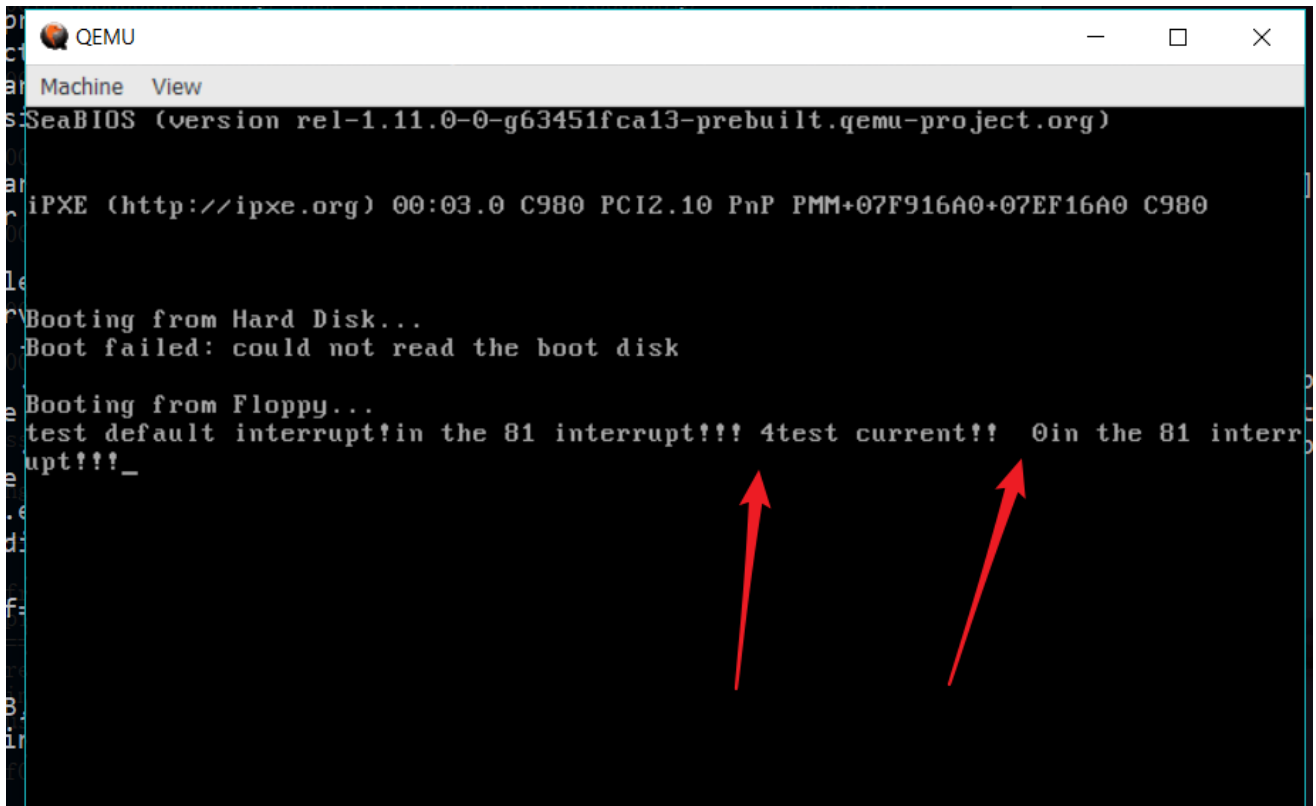 QEMU
Machine View
SeaBIOS (version rel-1.11.0-0-g63451fca13-prebuilt.qemu-project.org)
iPXE (http://ipxe.org) 00:03.0 C980 PCI2.10 PnP PMM+07F916A0+07EF16A0 C980
Booting from Hard Disk...
Boot failed: could not read the boot disk
Booting from Floppy...
test default interrupt!in the 81 interrupt!!! 4test current!!  0in the 81 interr
upt!!!_